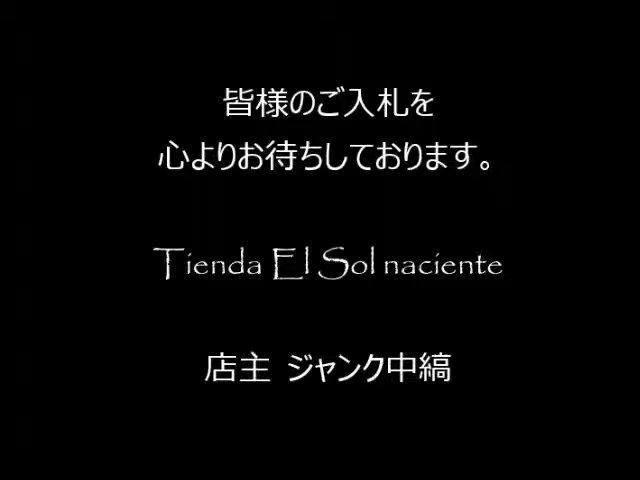 皆様のご入札を
心よりお待ちしております。
Tienda El Sol naciente
店主 ジャンク中縞